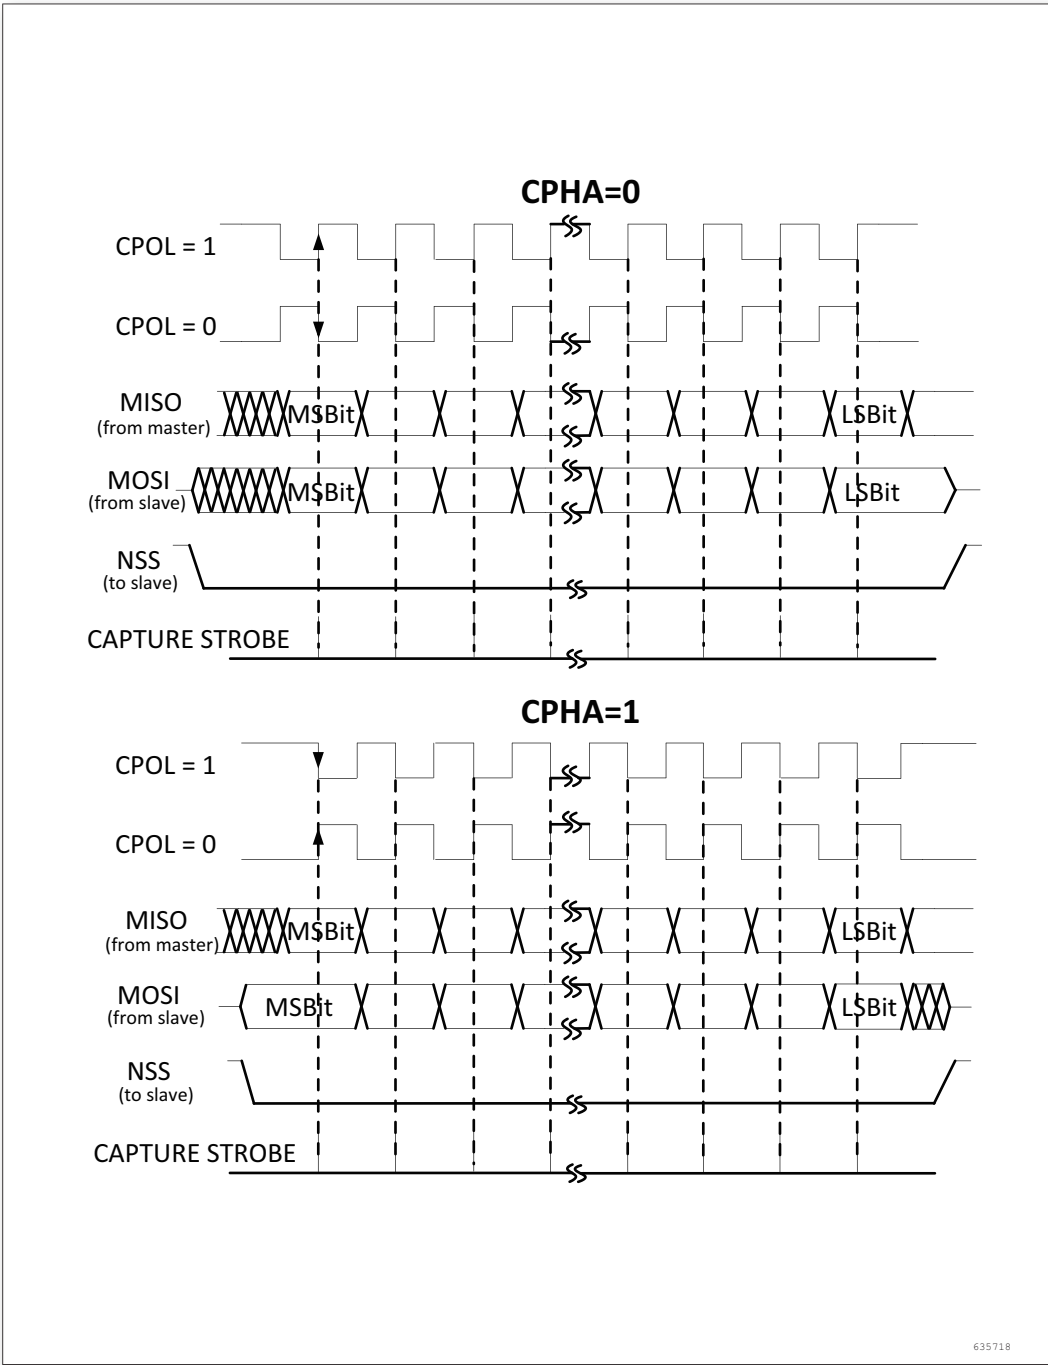 CPHA=0
CPOL = 1
CPOL = 0
MISO
(from master)
MSBit
LSBit
MOSI
(from slave)
MSBit
LSBit
NSS
(to slave)
CAPTURE STROBE
CPHA=1
CPOL = 1
CPOL = 0
MISO
(from master)
MSBit
LSBit
MOSI
(from slave)
MSBit
LSBit
NSS
(to slave)
CAPTURE STROBE
635718